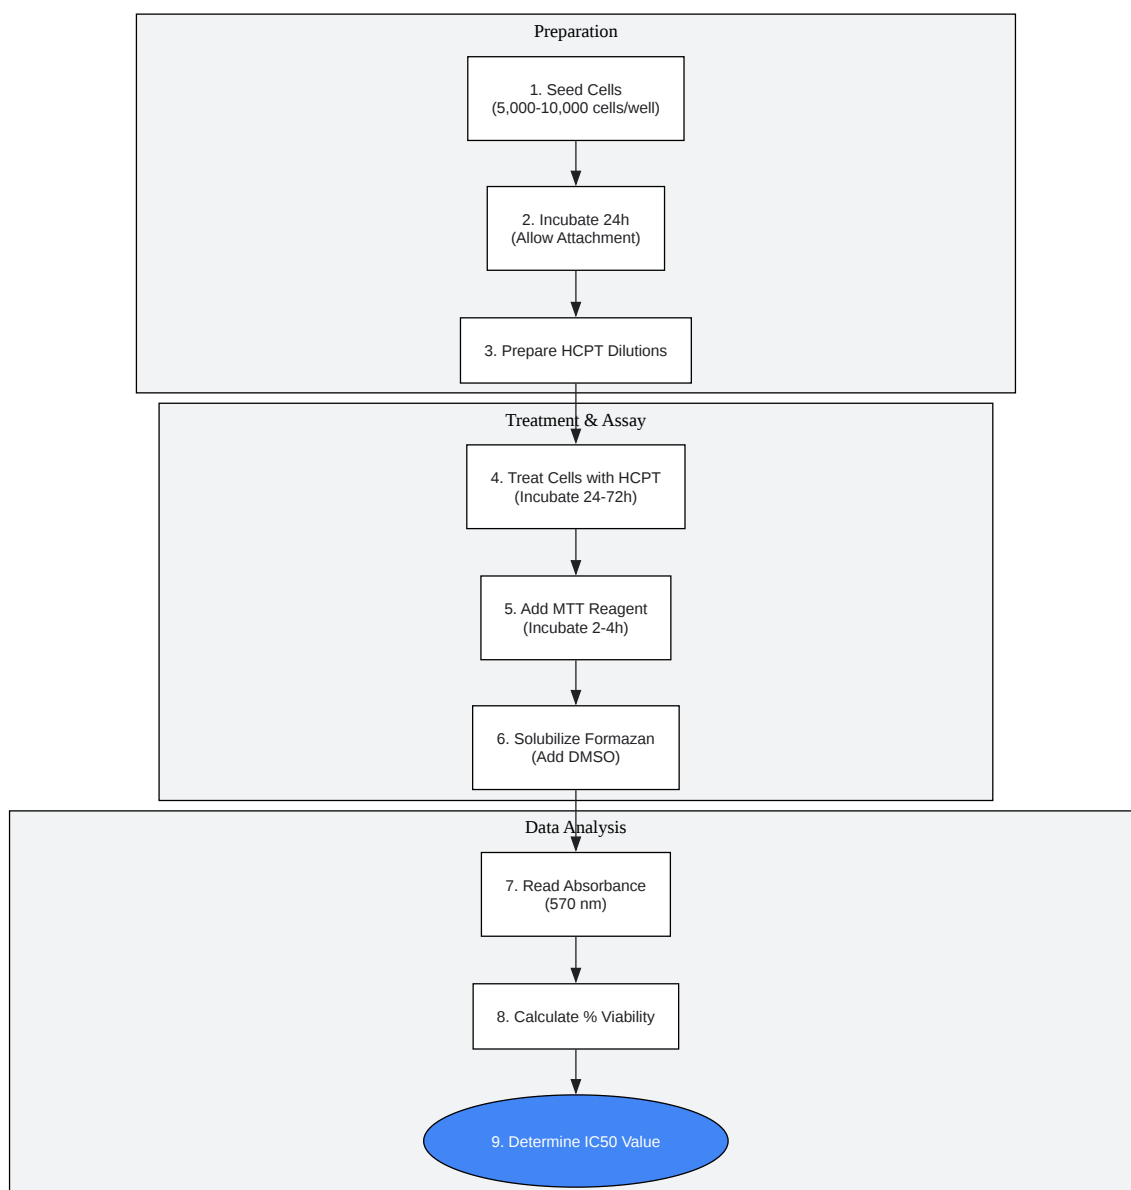 Preparation
1. Seed Cells
(5,000-10,000 cells/well)
2. Incubate 24h
(Allow Attachment)
3. Prepare HCPT Dilutions
Treatment & Assay
4. Treat Cells with HCPT
(Incubate 24-72h)
5. Add MTT Reagent
(Incubate 2-4h)
6. Solubilize Formazan
(Add DMSO)
Data Analysis
7. Read Absorbance
(570 nm)
8. Calculate % Viability
9. Determine IC50 Value